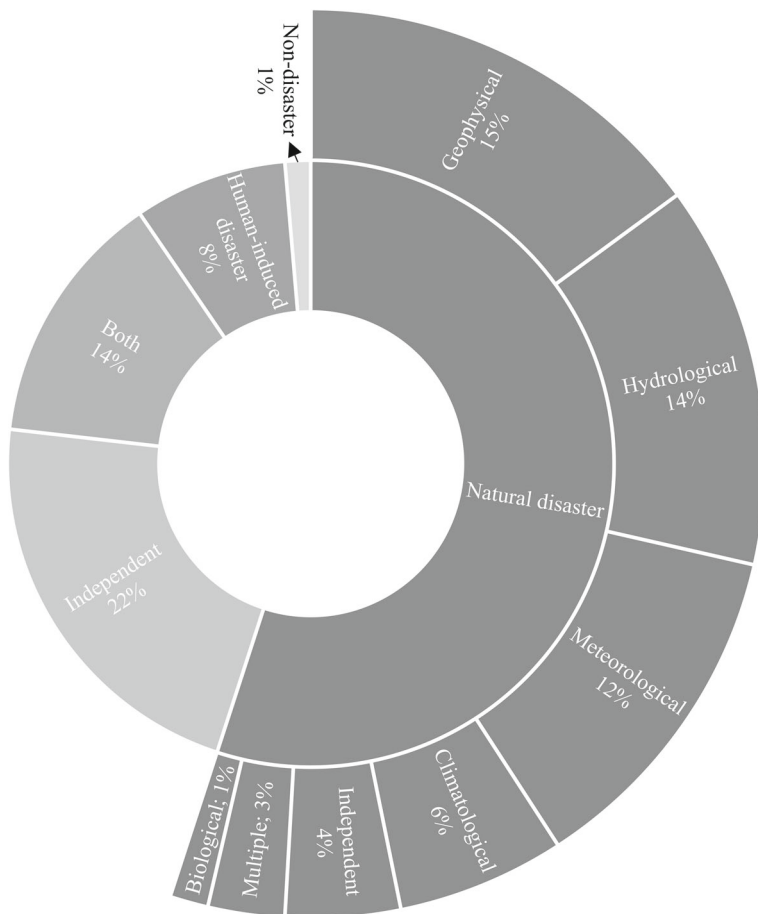 Non-disaster
1%
Geophysical
15%
Human-induced
disaster
8%
Both
14%
Hydrological
14%
Natural disaster
Independent
22%
Meteorological
12%
Climatological
6%
Independent
4%
Multiple; 3%
Biological; 1%